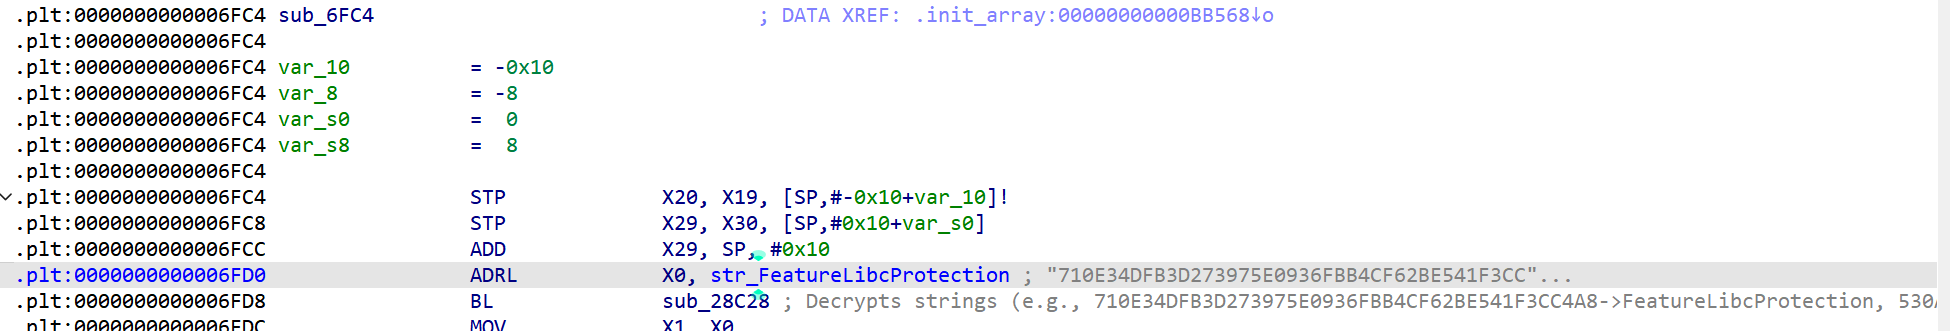 .plt:0000000000006FC4 sub_6FC4 ; DATA XREF: .init_array:00000000000BB568↓o
.plt:0000000000006FC4
.plt:0000000000006FC4 var_10 = -0x10
.plt:0000000000006FC4 var_8 = -8
.plt:0000000000006FC4 var_s0 = 0
.plt:0000000000006FC4 var_s8 = 8
.plt:0000000000006FC4
.plt:0000000000006FC4 STP X20, X19, [SP,#-0x10+var_10]!
.plt:0000000000006FC8 STP X29, X30, [SP,#0x10+var_s0]
.plt:0000000000006FCC ADD X29, SP, #0x10
.plt:0000000000006FD0 ADRL X0, str_FeatureLibcProtection ; "710E34DFB3D273975E0936FBB4CF62BE541F3CC"...
.plt:0000000000006FD8 BL sub_28C28 ; Decrypts strings (e.g., 710E34DFB3D273975E0936FBB4CF62BE541F3CC4A8->FeatureLibcProtection, 530
.plt:0000000000006FDC MOV X1, X0